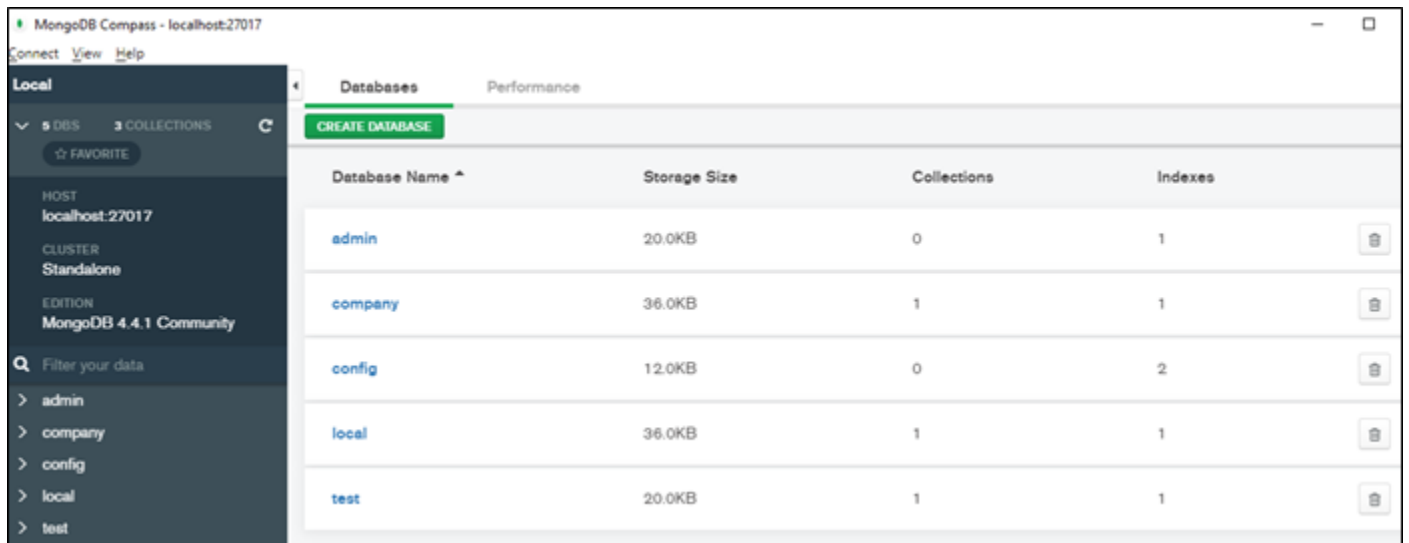 MongoDB Compass - localhost:27017
Connect View Help
Local
5 DBS 3 COLLECTIONS
☆ FAVORITE
HOST
localhost:27017
CLUSTER
Standalone
EDITION
MongoDB 4.4.1 Community
Filter your data
admin
company
config
local
test
Databases Performance
CREATE DATABASE
Database Name Storage Size Collections Indexes
admin 20.0KB 0 1
company 36.0KB 1 1
config 12.0KB 0 2
local 36.0KB 1 1
test 20.0KB 1 1